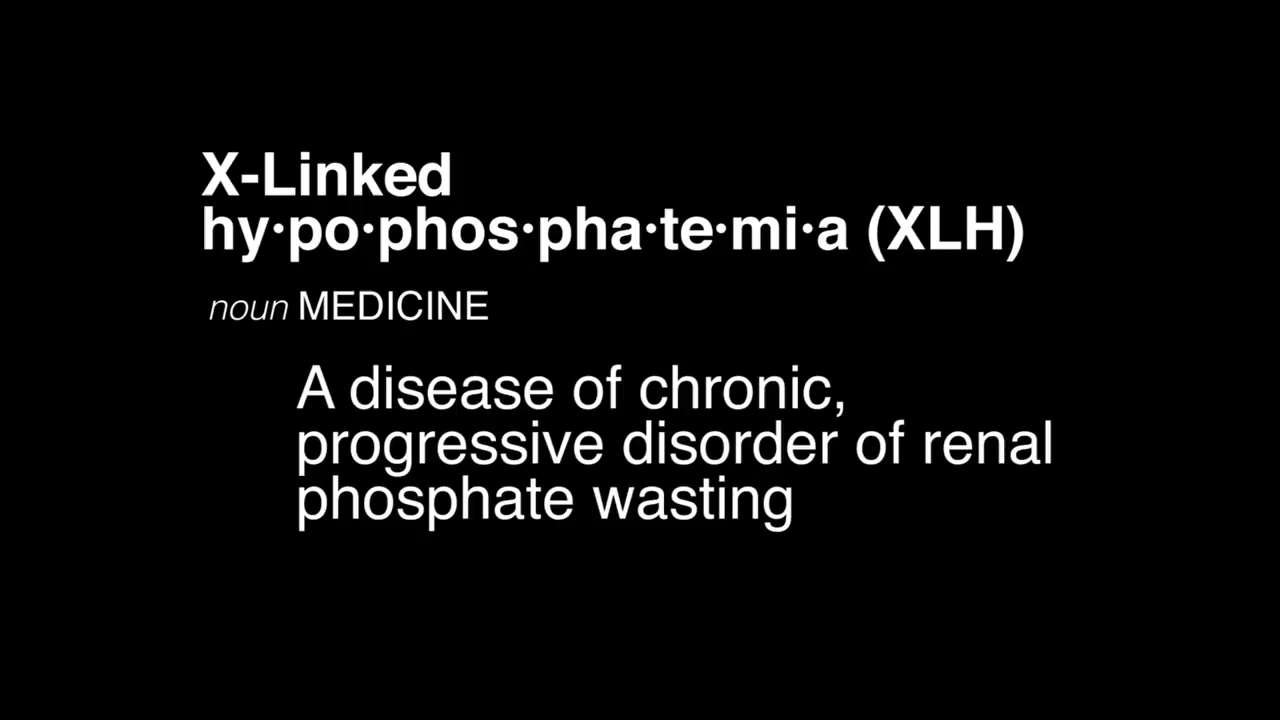 X-Linked
hy·po·phos·pha·te·mi·a (XLH)
noun MEDICINE
A disease of chronic,
progressive disorder of renal
phosphate wasting